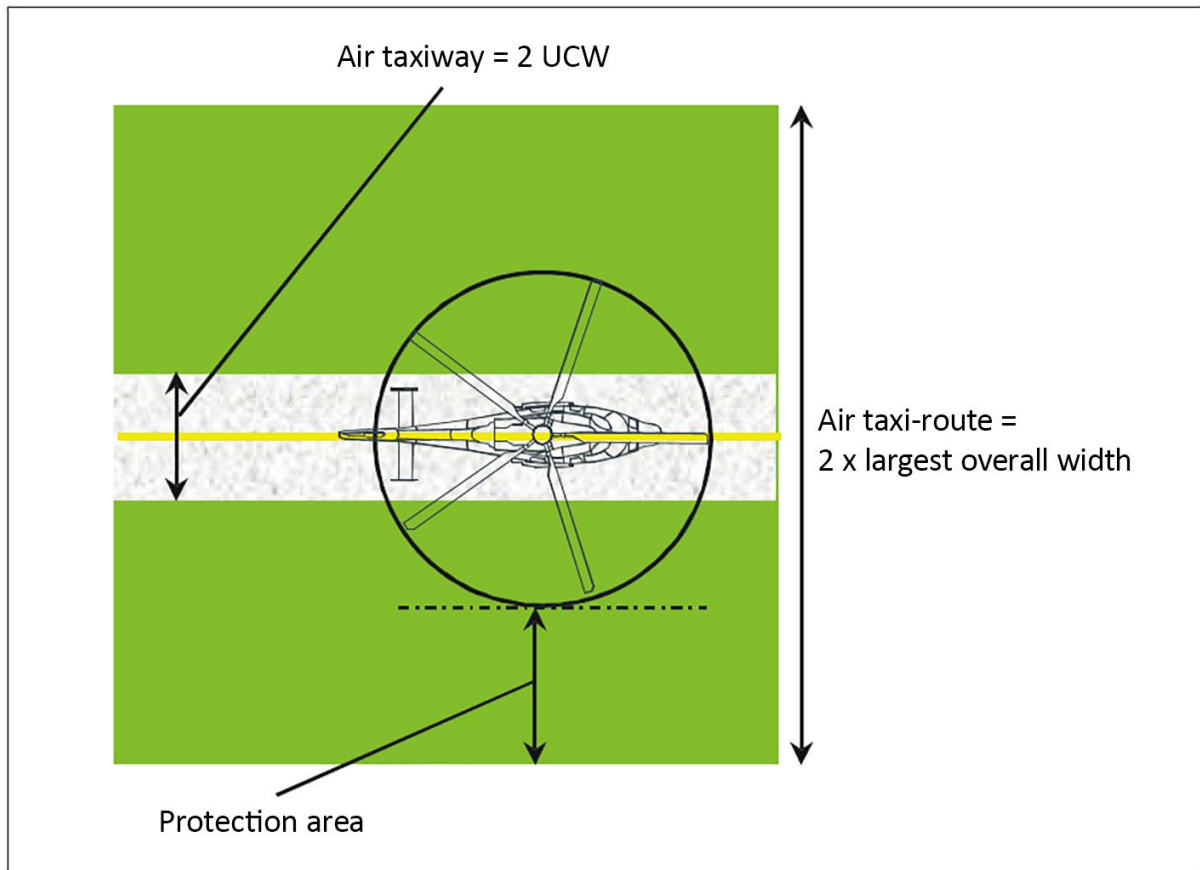 Air taxiway = 2 UCW
Air taxi-route =
2 x largest overall width
Protection area